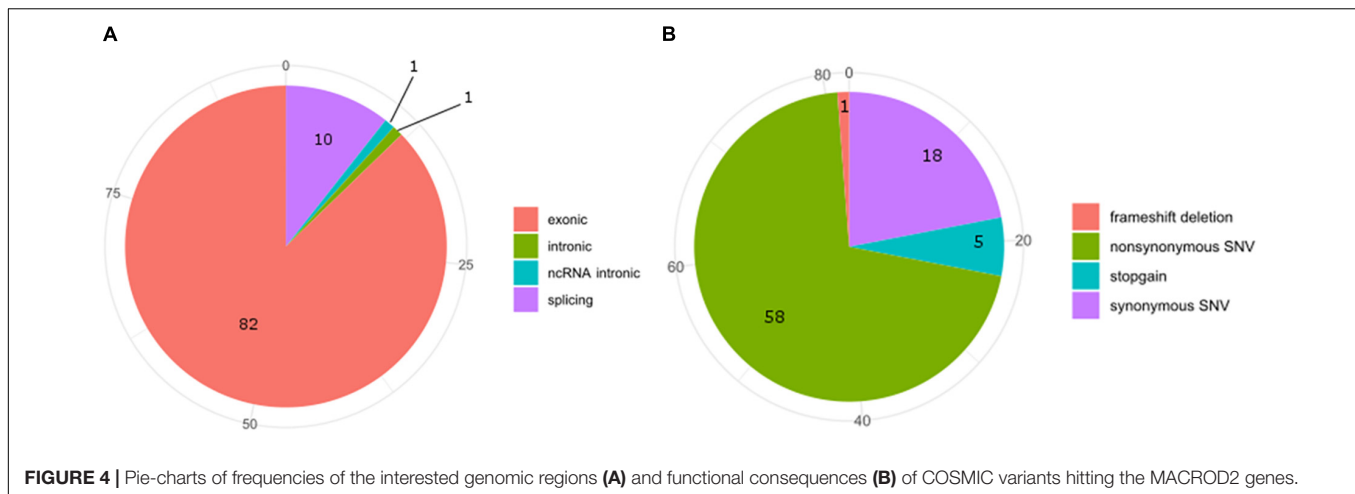 A
0
1
1
10
75
25
82
50
exonic
intronic
ncRNA intronic
splicing
B
80
0
1
18
5
20
60
58
40
frameshift deletion
nonsynonymous SNV
stopgain
synonymous SNV
FIGURE 4 | Pie-charts of frequencies of the interested genomic regions (A) and functional consequences (B) of COSMIC variants hitting the MACROD2 genes.